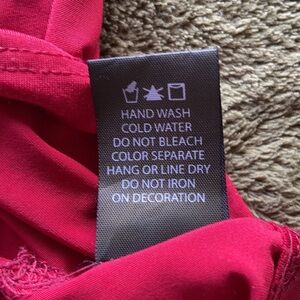 HAND WASH
COLD WATER
DO NOT BLEACH
COLOR SEPARATE
HANG OR LINE DRY
DO NOT IRON
ON DECORATION